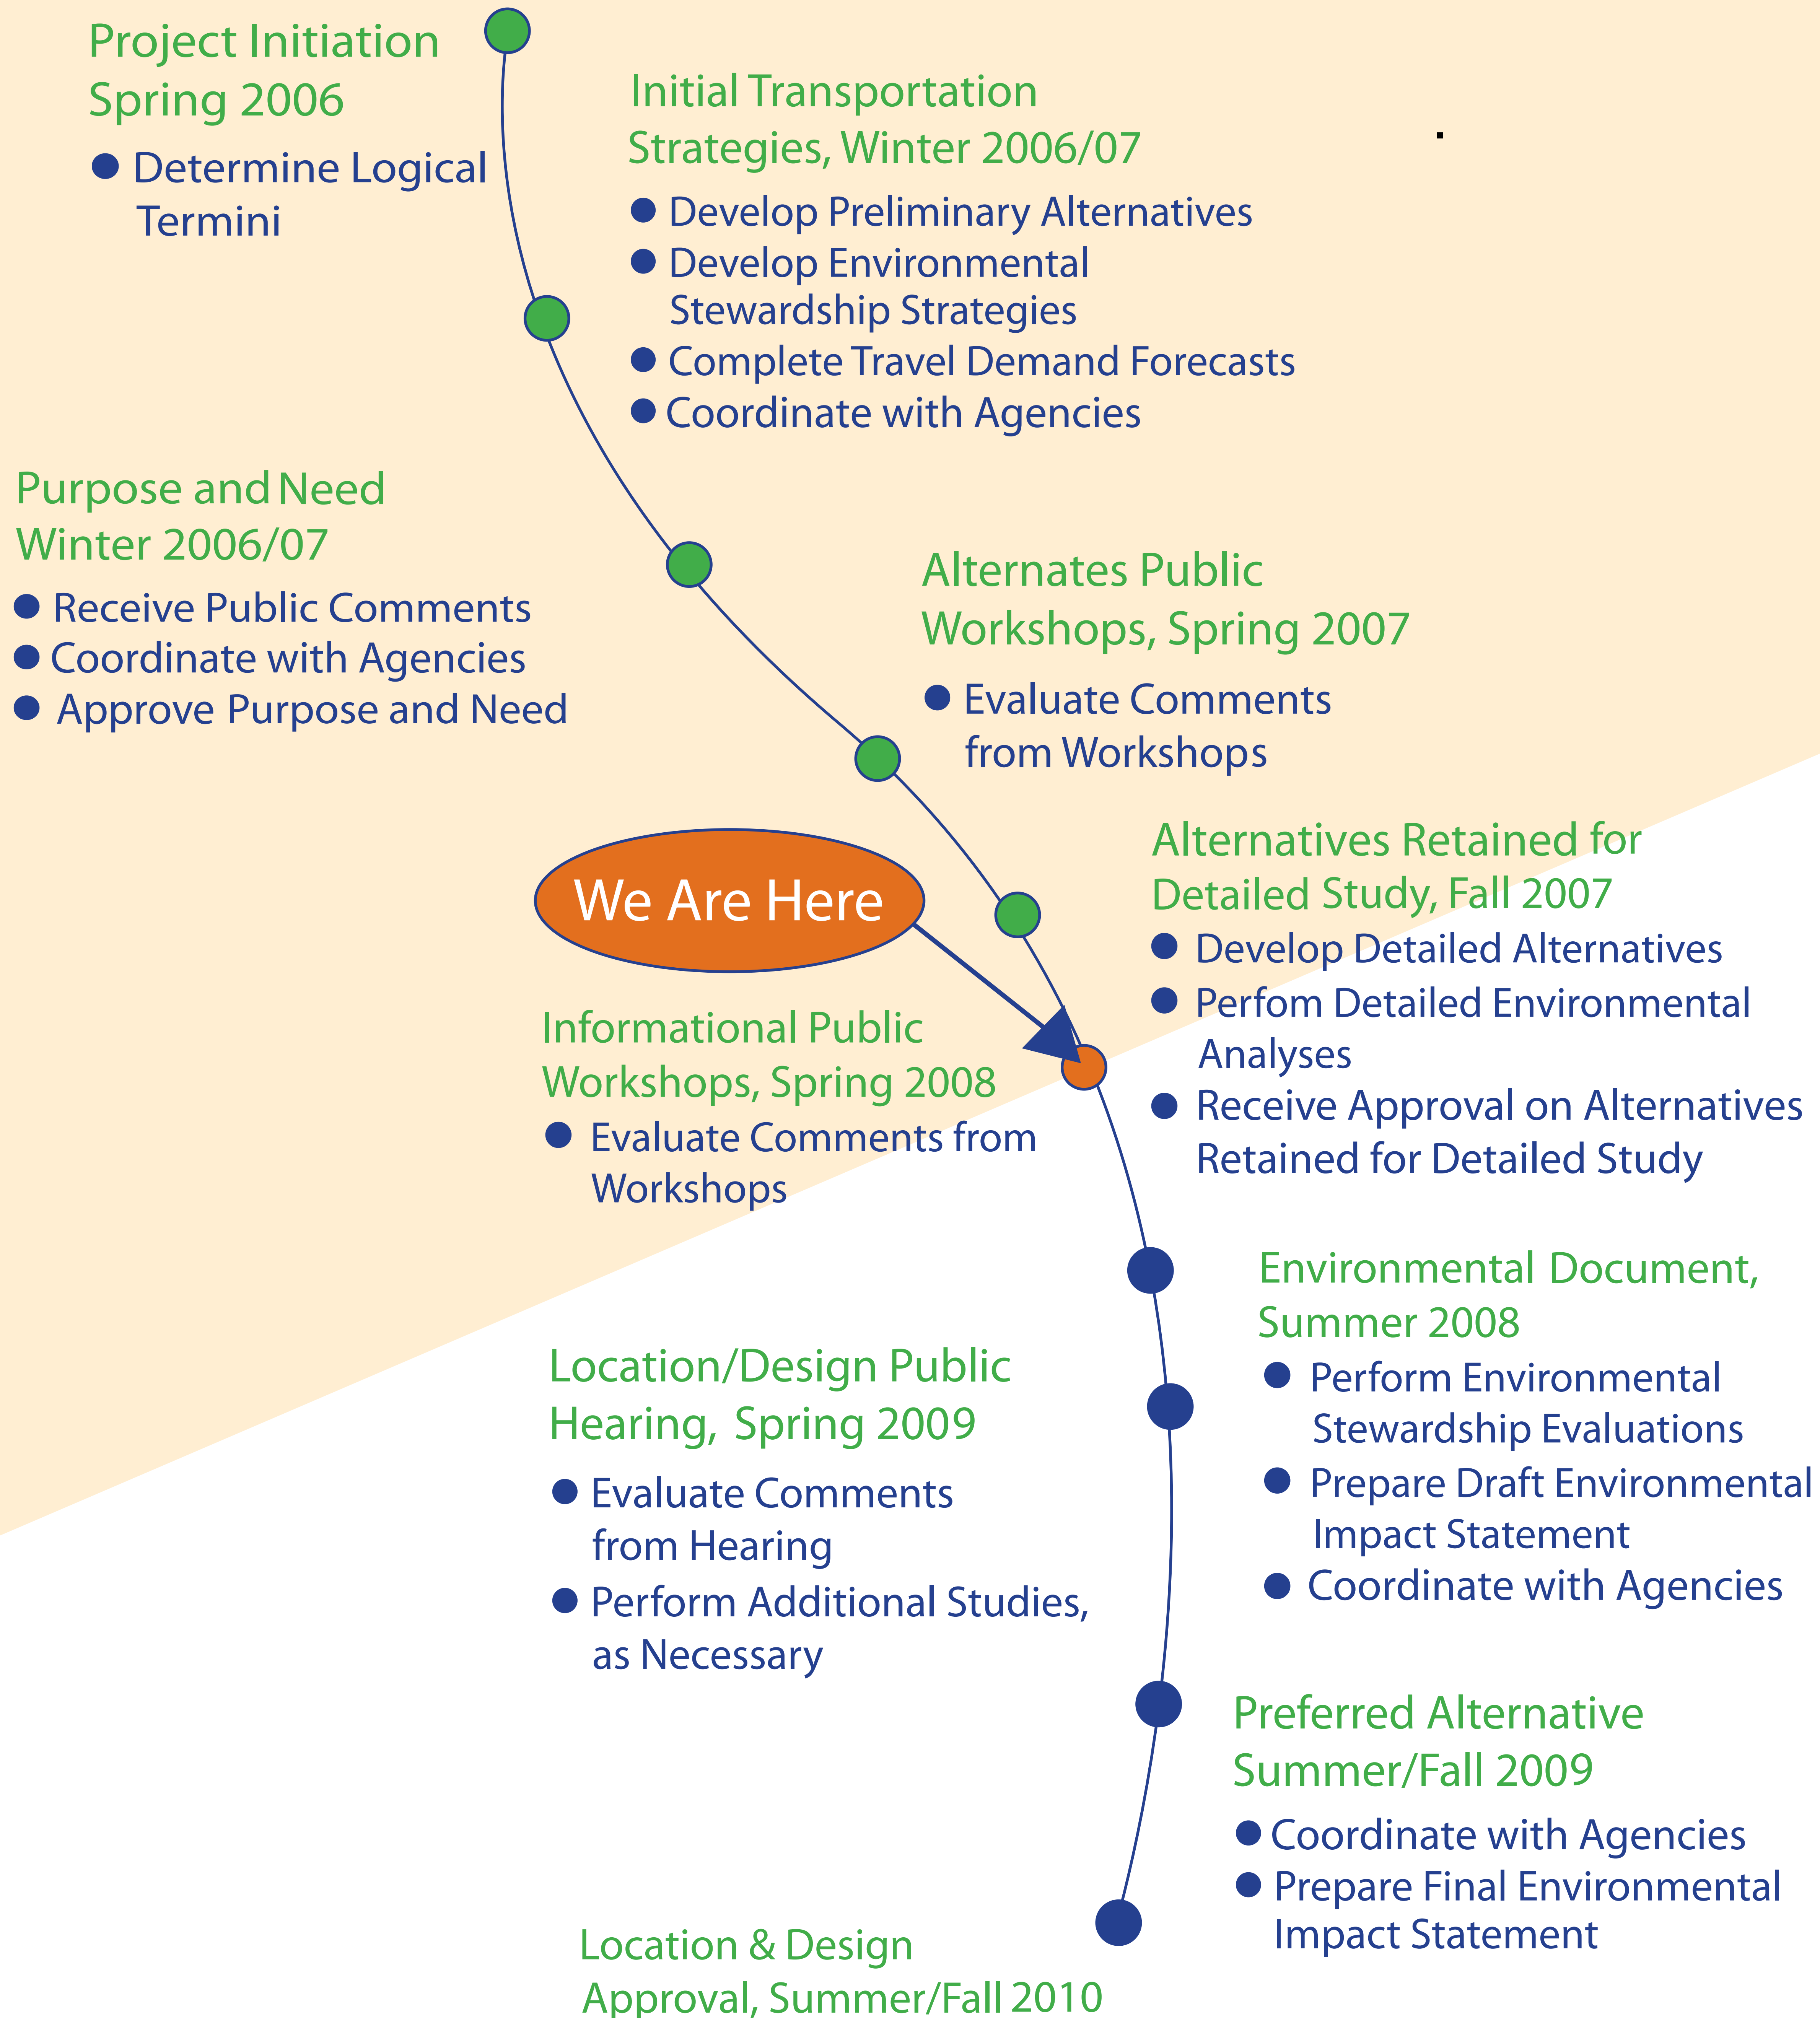 Project Initiation
Spring 2006
● Determine Logical
Termini
Initial Transportation
Strategies, Winter 2006/07
● Develop Preliminary Alternatives
● Develop Environmental
Stewardship Strategies
● Complete Travel Demand Forecasts
● Coordinate with Agencies
Purpose and Need
Winter 2006/07
● Receive Public Comments
● Coordinate with Agencies
● Approve Purpose and Need
Alternates Public
Workshops, Spring 2007
● Evaluate Comments
from Workshops
We Are Here
Alternatives Retained for
Detailed Study, Fall 2007
● Develop Detailed Alternatives
● Perfom Detailed Environmental
Analyses
● Receive Approval on Alternatives
Retained for Detailed Study
Informational Public
Workshops, Spring 2008
● Evaluate Comments from
Workshops
Environmental Document,
Summer 2008
● Perform Environmental
Stewardship Evaluations
● Prepare Draft Environmental
Impact Statement
● Coordinate with Agencies
Location/Design Public
Hearing, Spring 2009
● Evaluate Comments
from Hearing
● Perform Additional Studies,
as Necessary
Preferred Alternative
Summer/Fall 2009
● Coordinate with Agencies
● Prepare Final Environmental
Impact Statement
Location & Design
Approval, Summer/Fall 2010